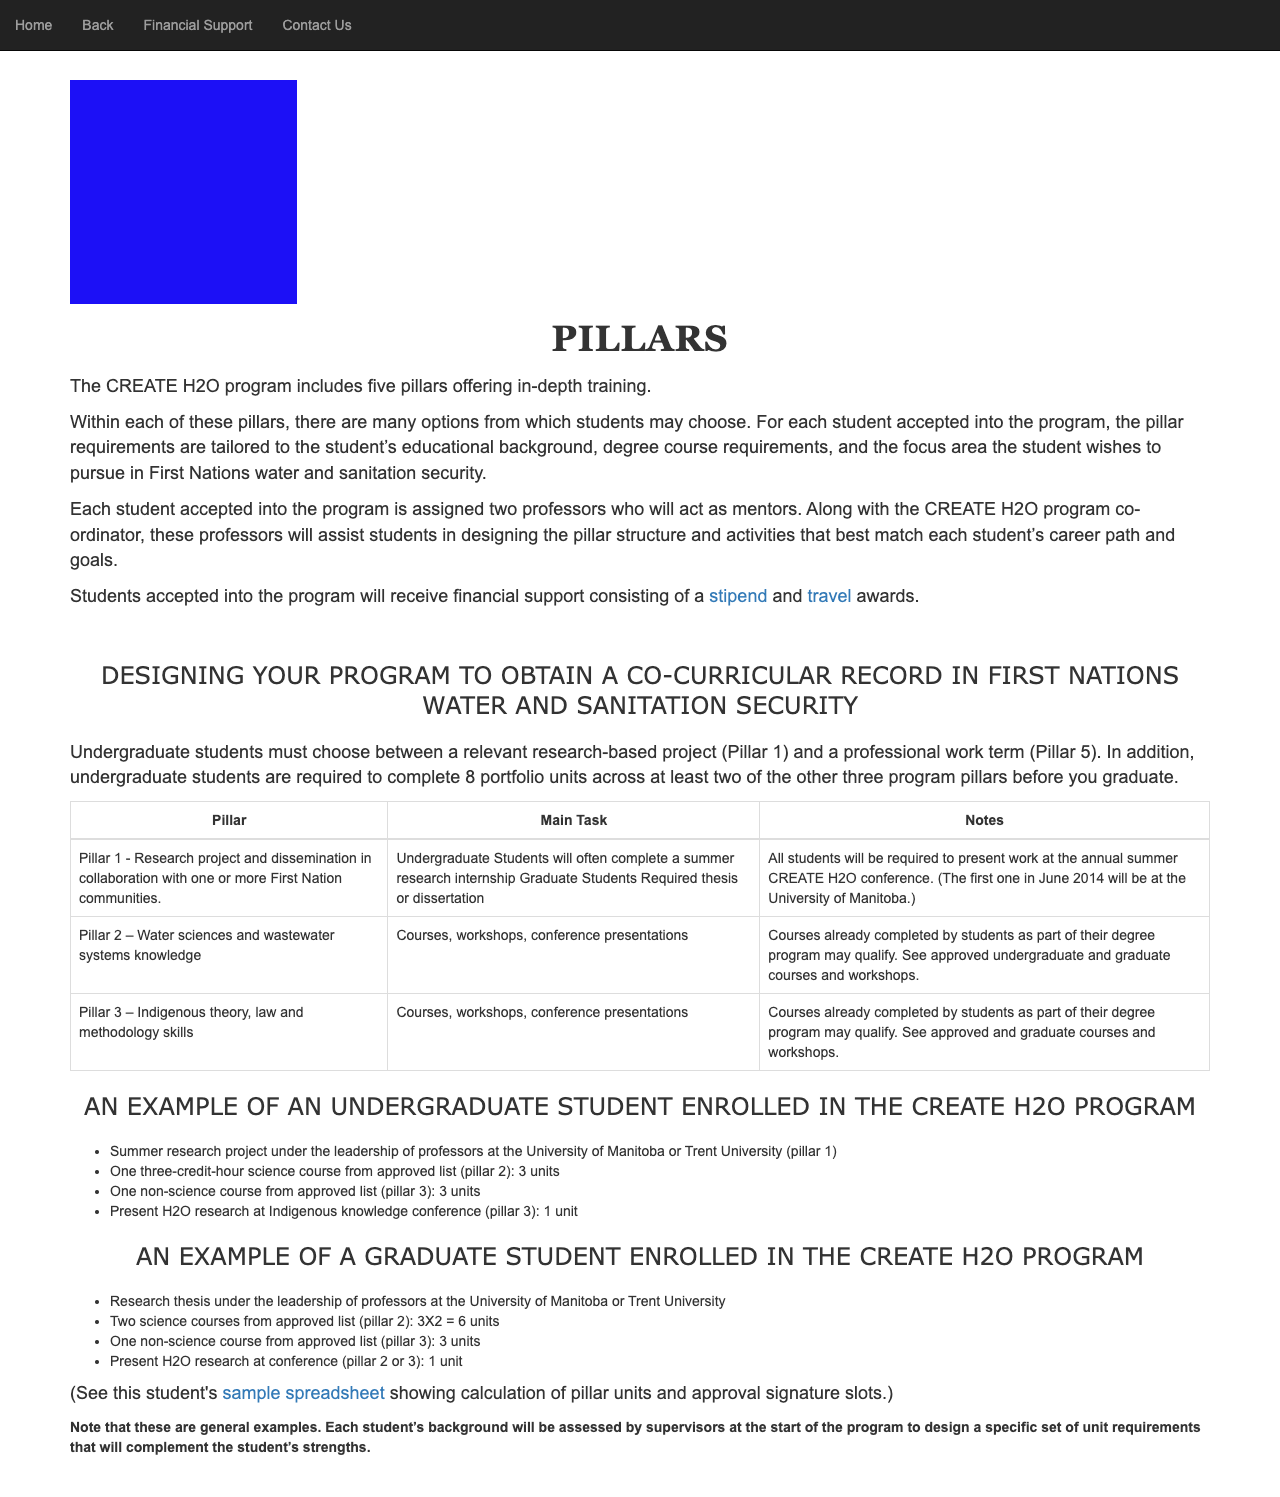 Home Back Financial Support Contact Us
PILLARS
The CREATE H2O program includes five pillars offering in-depth training.
Within each of these pillars, there are many options from which students may choose. For each student accepted into the program, the pillar
requirements are tailored to the student’s educational background, degree course requirements, and the focus area the student wishes to
pursue in First Nations water and sanitation security.
Each student accepted into the program is assigned two professors who will act as mentors. Along with the CREATE H2O program co-
ordinator, these professors will assist students in designing the pillar structure and activities that best match each student’s career path and
goals.
Students accepted into the program will receive financial support consisting of a stipend and travel awards.
DESIGNING YOUR PROGRAM TO OBTAIN A CO-CURRICULAR RECORD IN FIRST NATIONS
WATER AND SANITATION SECURITY
Undergraduate students must choose between a relevant research-based project (Pillar 1) and a professional work term (Pillar 5). In addition,
undergraduate students are required to complete 8 portfolio units across at least two of the other three program pillars before you graduate.
Pillar Main Task Notes
Pillar 1 - Research project and dissemination in
collaboration with one or more First Nation
communities.
Undergraduate Students will often complete a summer
research internship Graduate Students Required thesis
or dissertation
All students will be required to present work at the annual summer
CREATE H2O conference. (The first one in June 2014 will be at the
University of Manitoba.)
Pillar 2 – Water sciences and wastewater
systems knowledge
Courses, workshops, conference presentations
Courses already completed by students as part of their degree
program may qualify. See approved undergraduate and graduate
courses and workshops.
Pillar 3 – Indigenous theory, law and
methodology skills
Courses, workshops, conference presentations
Courses already completed by students as part of their degree
program may qualify. See approved and graduate courses and
workshops.
AN EXAMPLE OF AN UNDERGRADUATE STUDENT ENROLLED IN THE CREATE H2O PROGRAM
• Summer research project under the leadership of professors at the University of Manitoba or Trent University (pillar 1)
• One three-credit-hour science course from approved list (pillar 2): 3 units
• One non-science course from approved list (pillar 3): 3 units
• Present H2O research at Indigenous knowledge conference (pillar 3): 1 unit
AN EXAMPLE OF A GRADUATE STUDENT ENROLLED IN THE CREATE H2O PROGRAM
• Research thesis under the leadership of professors at the University of Manitoba or Trent University
• Two science courses from approved list (pillar 2): 3X2 = 6 units
• One non-science course from approved list (pillar 3): 3 units
• Present H2O research at conference (pillar 2 or 3): 1 unit
(See this student's sample spreadsheet showing calculation of pillar units and approval signature slots.)
Note that these are general examples. Each student’s background will be assessed by supervisors at the start of the program to design a specific set of unit requirements
that will complement the student’s strengths.